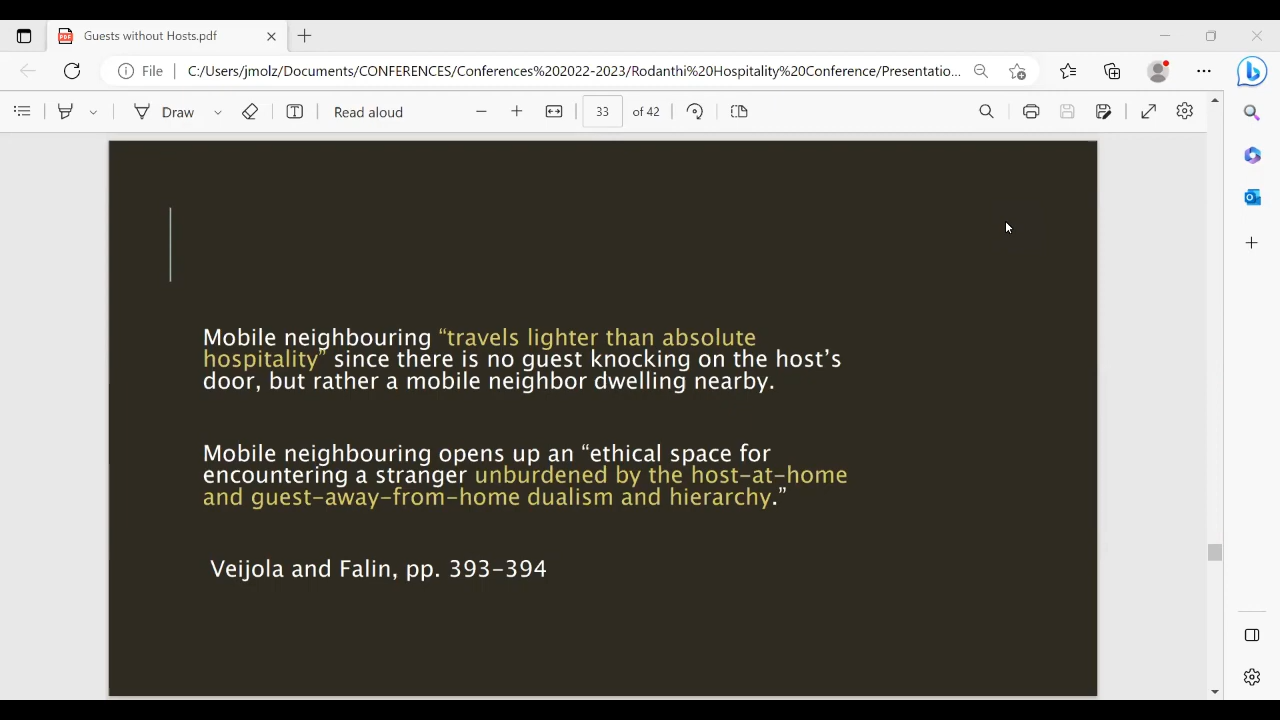 Guests without Hosts.pdf
File
C:/Users/jmolz/Documents/CONFERENCES/Conferences%202022-2023/Rodanthi%20Hospitality%20Conference/Presentatio...
Draw
Read aloud
33
of 42
Mobile neighbouring “travels lighter than absolute
hospitality” since there is no guest knocking on the host’s
door, but rather a mobile neighbor dwelling nearby.
Mobile neighbouring opens up an “ethical space for
encountering a stranger unburdened by the host-at-home
and guest-away-from-home dualism and hierarchy.”
Veijola and Falin, pp. 393-394